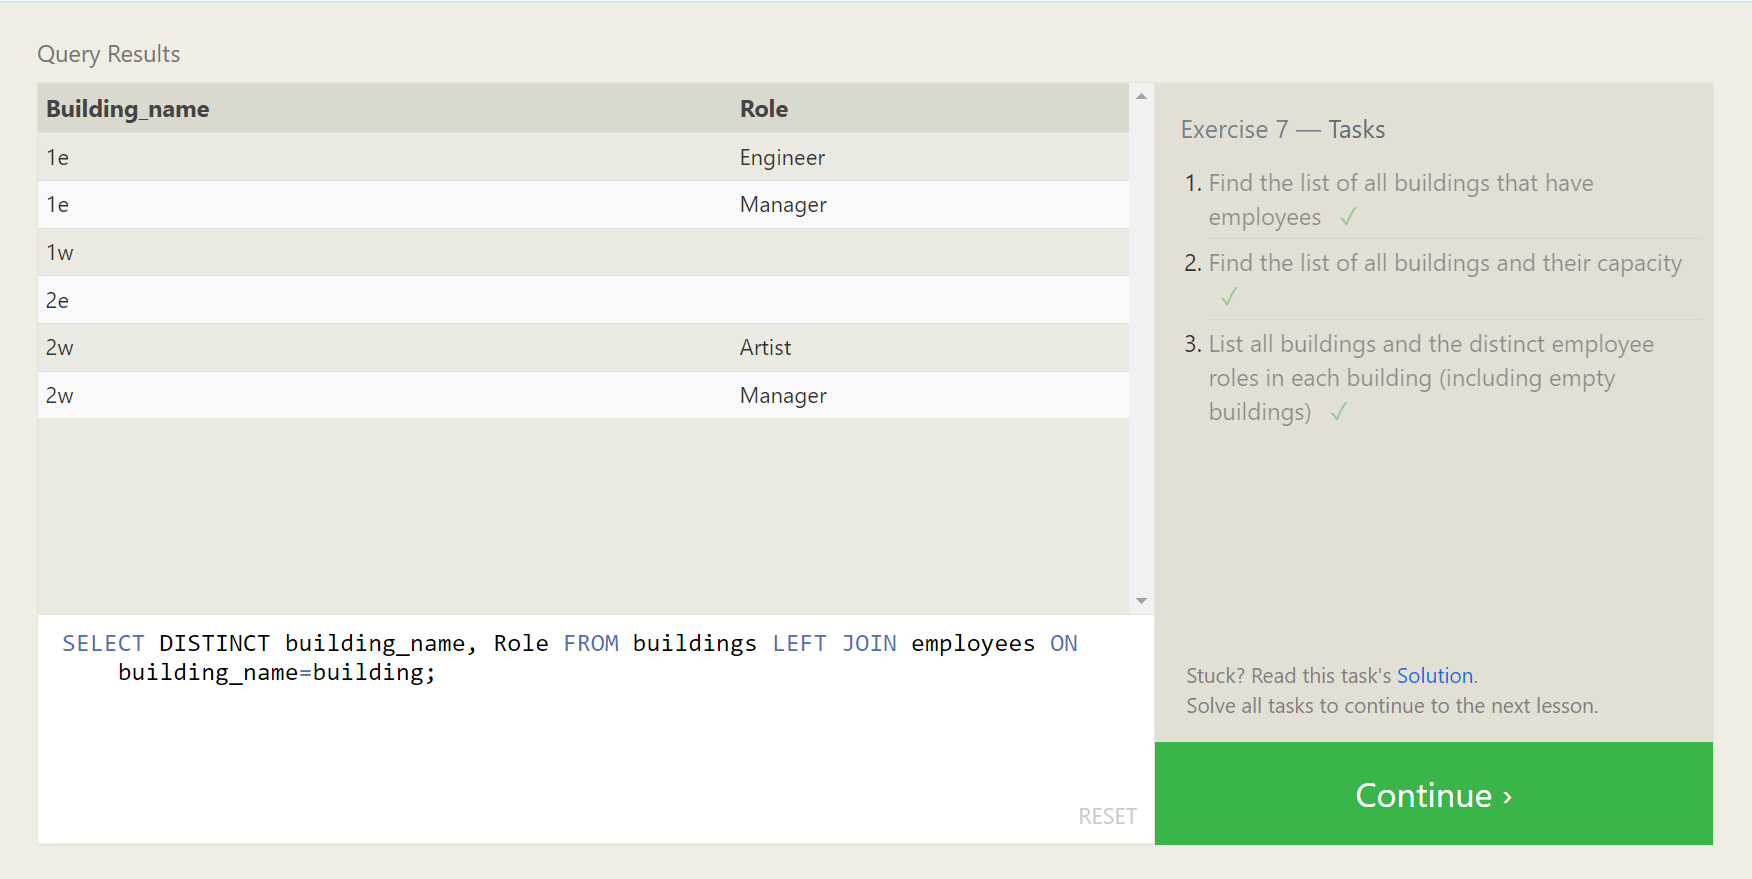 Query Results
Building_name Role
1e Engineer
1e Manager
1w
2e
2w Artist
2w Manager
SELECT DISTINCT building_name, Role FROM buildings LEFT JOIN employees ON
building_name=building;
RESET
Exercise 7 — Tasks
1. Find the list of all buildings that have
employees ✓
2. Find the list of all buildings and their capacity
✓
3. List all buildings and the distinct employee
roles in each building (including empty
buildings) ✓
Stuck? Read this task's Solution.
Solve all tasks to continue to the next lesson.
Continue ›